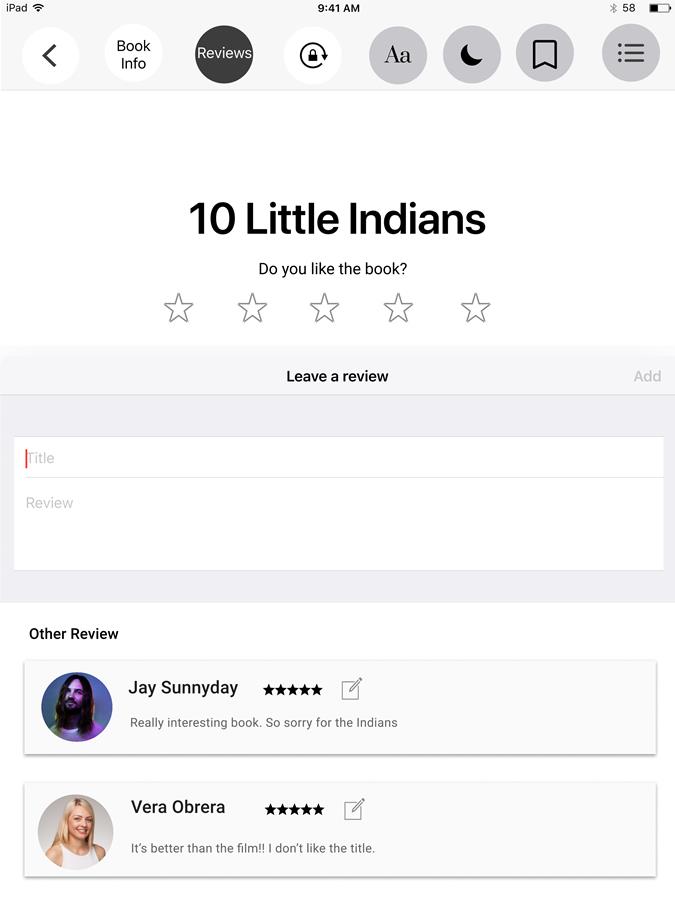 iPad 9:41 AM 58
Book
Info
Reviews
Aa
10 Little Indians
Do you like the book?
Leave a review Add
Title
Review
Other Review
Jay Sunnyday
Really interesting book. So sorry for the Indians
Vera Obrera
It's better than the film!! I don't like the title.